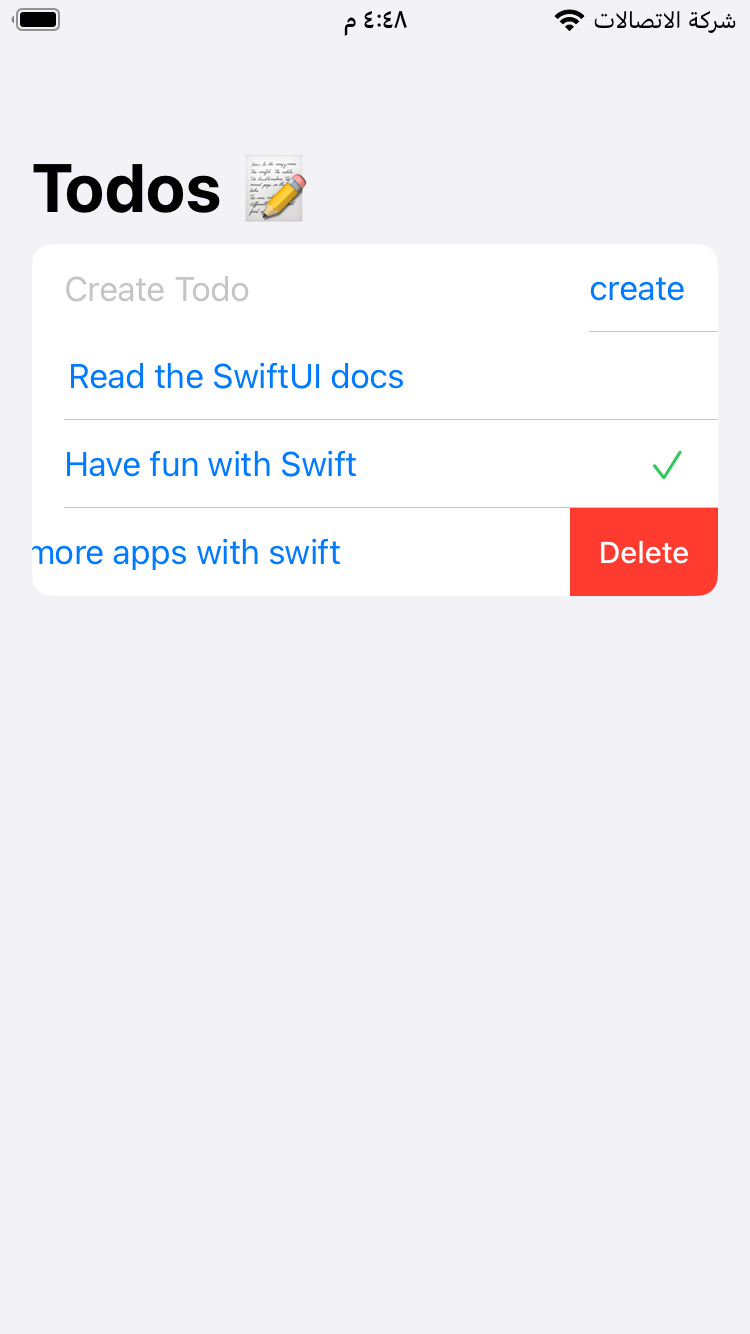 شركة الاتصالات
٤:٤٨ م
Todos
Create Todo
create
Read the SwiftUI docs
Have fun with Swift
more apps with swift
Delete